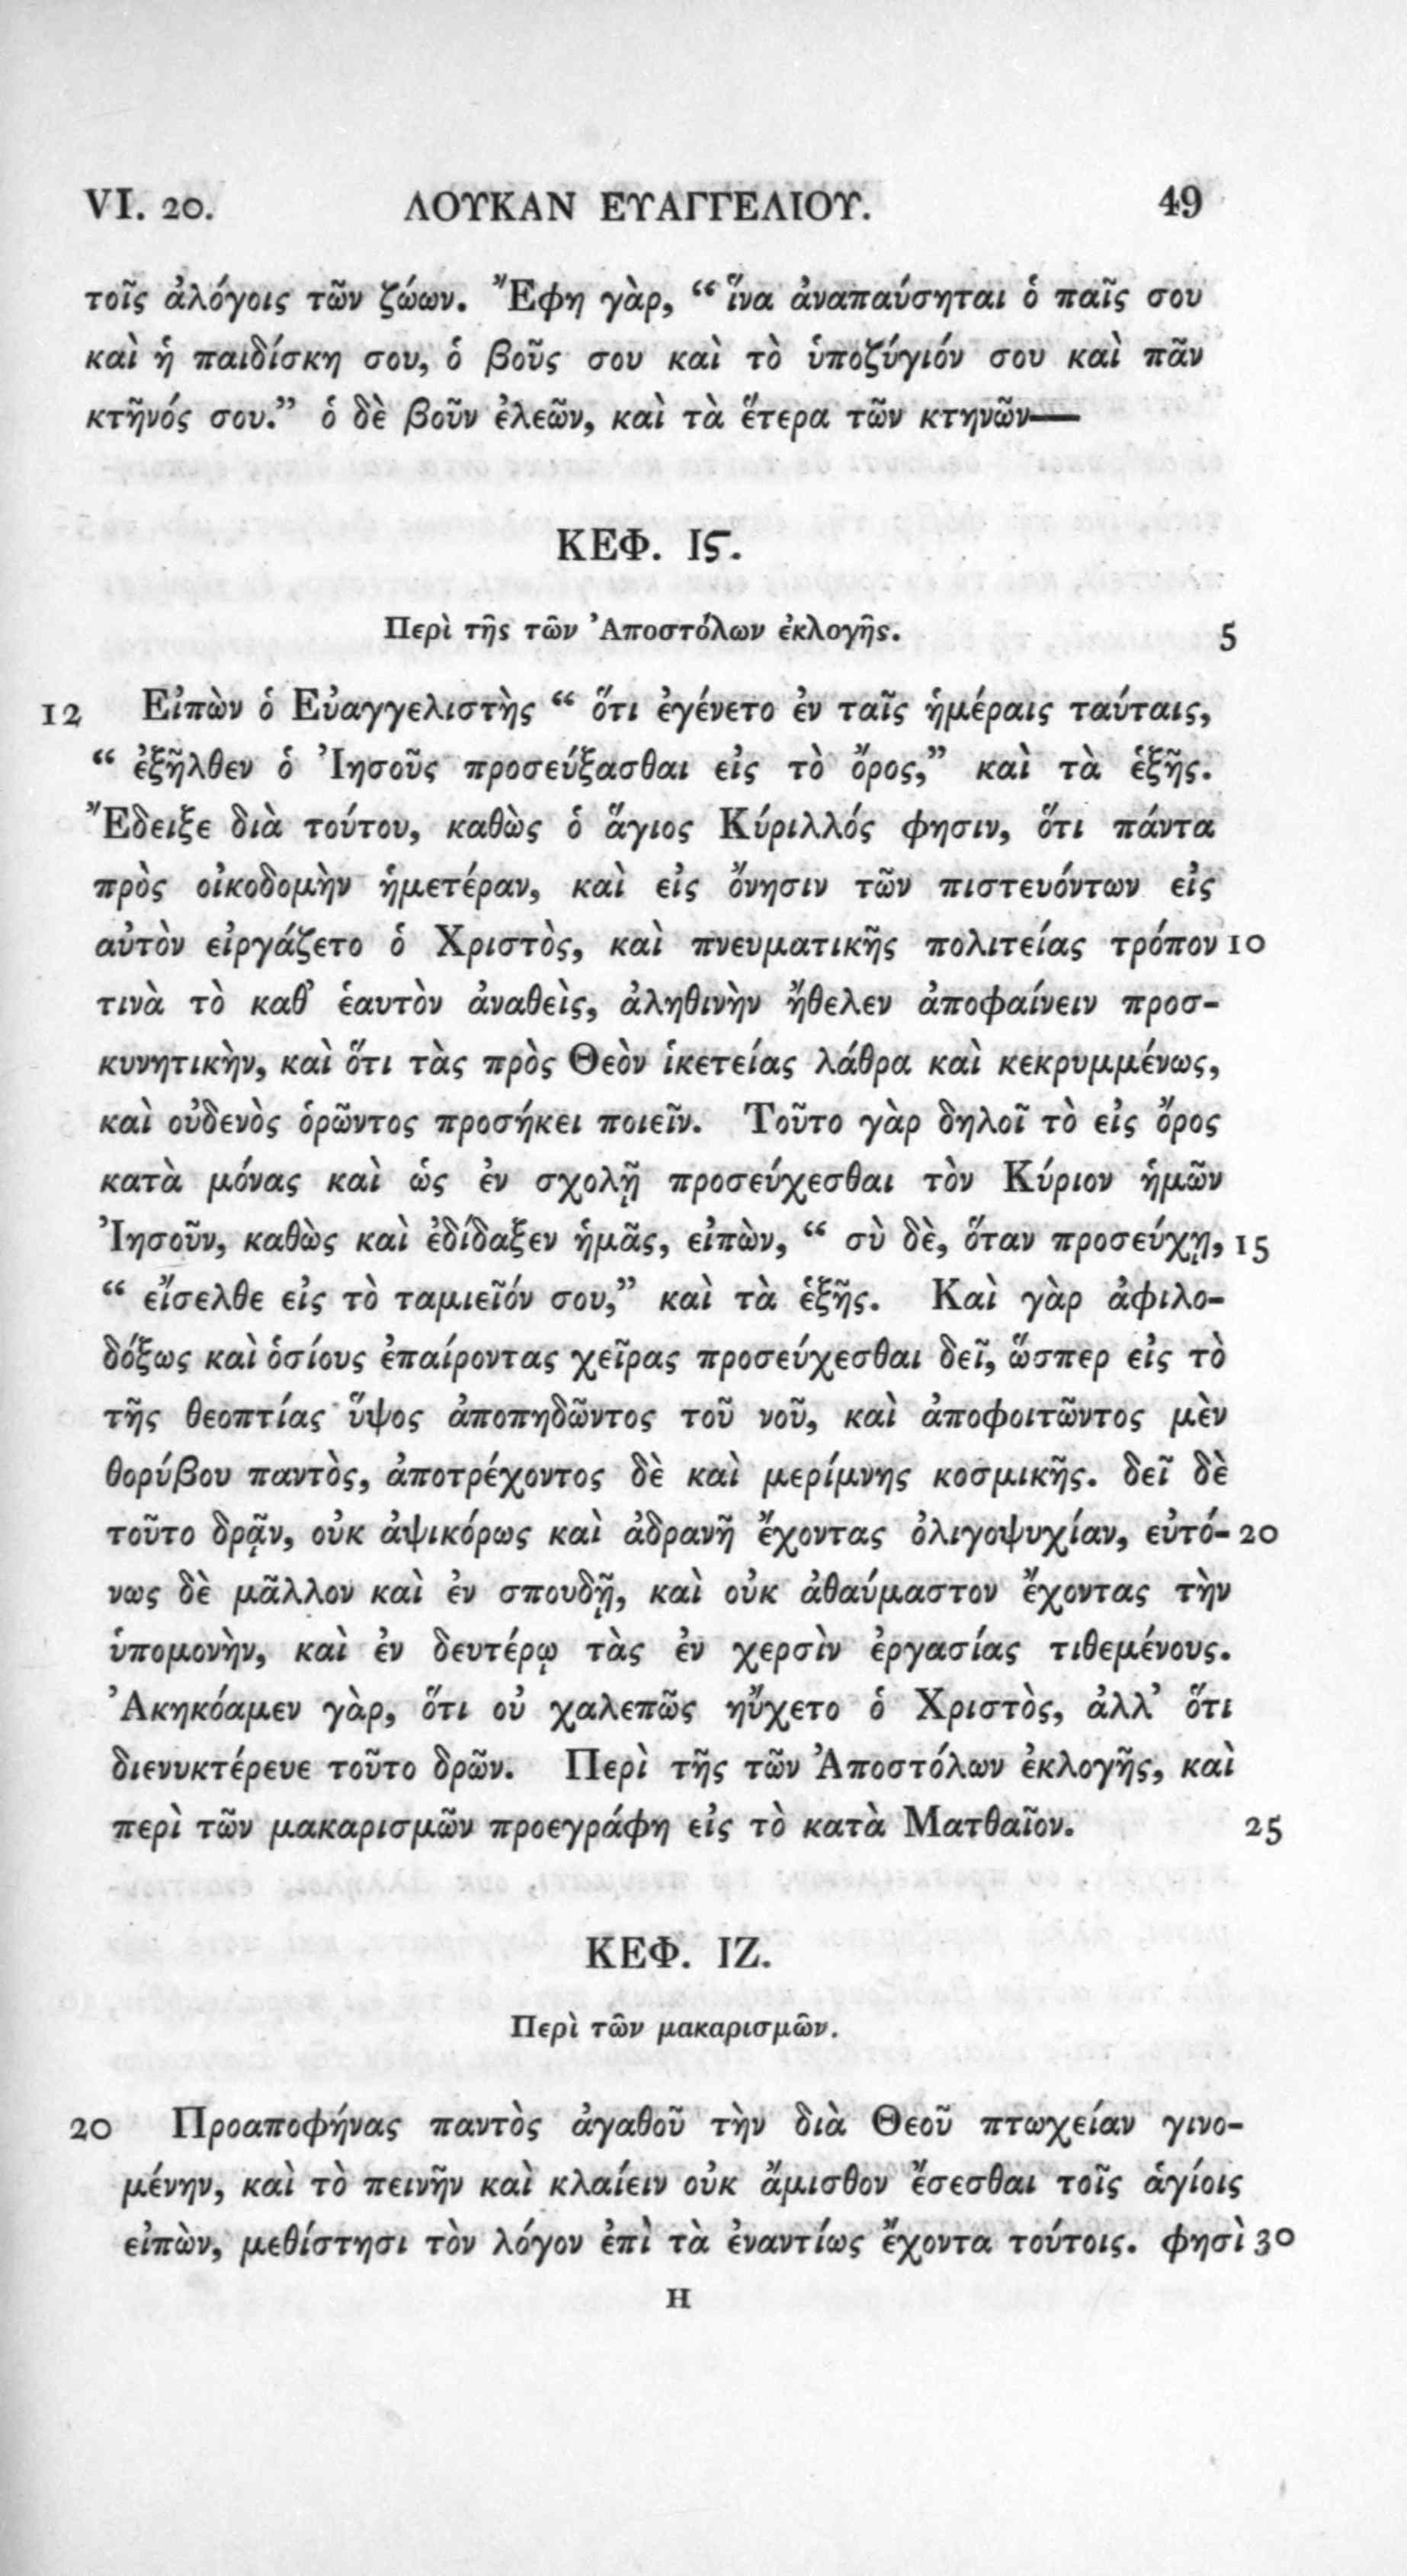 VI. 20. ΛΟΥΚΑΝ ΕΥΑΓΓΕΛΙΟΥ. 49
τοῖς ἀλόγοις τῶν ζώων. Ἔφη γὰρ, “ ἵνα ἀναπαύσηται ὁ παῖς σου
καὶ ἡ παιδίσκη σου, ὁ βοῦς σου καὶ τὸ ὑποζύγιόν σου καὶ πᾶν
κτῆνός σου.” ὁ δὲ βοῦν ἐλεῶν, καὶ τὰ ἕτερα τῶν κτηνῶν—
ΚΕΦ. Ιϛ.
Περὶ τῆς τῶν Ἀποστόλων ἐκλογῆς. 5
12 Εἰπὼν ὁ Εὐαγγελιστὴς “ ὅτι ἐγένετο ἐν ταῖς ἡμέραις ταύταις,
“ ἐξῆλθεν ὁ Ἰησοῦς προσεύξασθαι εἰς τὸ ὄρος,” καὶ τὰ ἑξῆς.
Ἔδειξε διὰ τούτου, καθὼς ὁ ἅγιος Κύριλλός φησιν, ὅτι πάντα
πρὸς οἰκοδομὴν ἡμετέραν, καὶ εἰς ὄνησιν τῶν πιστευόντων εἰς
αὐτὸν εἰργάζετο ὁ Χριστὸς, καὶ πνευματικῆς πολιτείας τρόπον 10
τινὰ τὸ καθ’ ἑαυτὸν ἀναθεὶς, ἀληθινὴν ἤθελεν ἀποφαίνειν προσ-
κυνητικὴν, καὶ ὅτι τὰς πρὸς Θεὸν ἱκετείας λάθρα καὶ κεκρυμμένως,
καὶ οὐδενὸς ὁρῶντος προσήκει ποιεῖν. Τοῦτο γὰρ δηλοῖ τὸ εἰς ὄρος
κατὰ μόνας καὶ ὡς ἐν σχολῇ προσεύχεσθαι τὸν Κύριον ἡμῶν
Ἰησοῦν, καθὼς καὶ ἐδίδαξεν ἡμᾶς, εἰπὼν, “ σὺ δὲ, ὅταν προσεύχῃ, 15
“ εἴσελθε εἰς τὸ ταμιεῖόν σου,” καὶ τὰ ἑξῆς. Καὶ γὰρ ἀφιλο-
δόξως καὶ ὁσίους ἐπαίροντας χεῖρας προσεύχεσθαι δεῖ, ὥσπερ εἰς τὸ
τῆς θεοπτίας ὕψος ἀποπηδῶντος τοῦ νοῦ, καὶ ἀποφοιτῶντος μὲν
θορύβου παντὸς, ἀποτρέχοντος δὲ καὶ μερίμνης κοσμικῆς. δεῖ δὲ
τοῦτο δρᾷν, οὐκ ἀψικόρως καὶ ἀδρανῆ ἔχοντας ὀλιγοψυχίαν, εὐτό- 20
νως δὲ μᾶλλον καὶ ἐν σπουδῇ, καὶ οὐκ ἀθαύμαστον ἔχοντας τὴν
ὑπομονὴν, καὶ ἐν δευτέρῳ τὰς ἐν χερσὶν ἐργασίας τιθεμένους.
Ἀκηκόαμεν γὰρ, ὅτι οὐ χαλεπῶς ηὔχετο ὁ Χριστὸς, ἀλλ’ ὅτι
διενυκτέρευε τοῦτο δρῶν. Περὶ τῆς τῶν Ἀποστόλων ἐκλογῆς, καὶ
περὶ τῶν μακαρισμῶν προεγράφη εἰς τὸ κατὰ Ματθαῖον. 25
ΚΕΦ. ΙΖ.
Περὶ τῶν μακαρισμῶν.
20 Προαποφήνας παντὸς ἀγαθοῦ τὴν διὰ Θεοῦ πτωχείαν γινο-
μένην, καὶ τὸ πεινῆν καὶ κλαίειν οὐκ ἄμισθον ἔσεσθαι τοῖς ἁγίοις
εἰπὼν, μεθίστησι τὸν λόγον ἐπὶ τὰ ἐναντίως ἔχοντα τούτοις. φησὶ 30
H